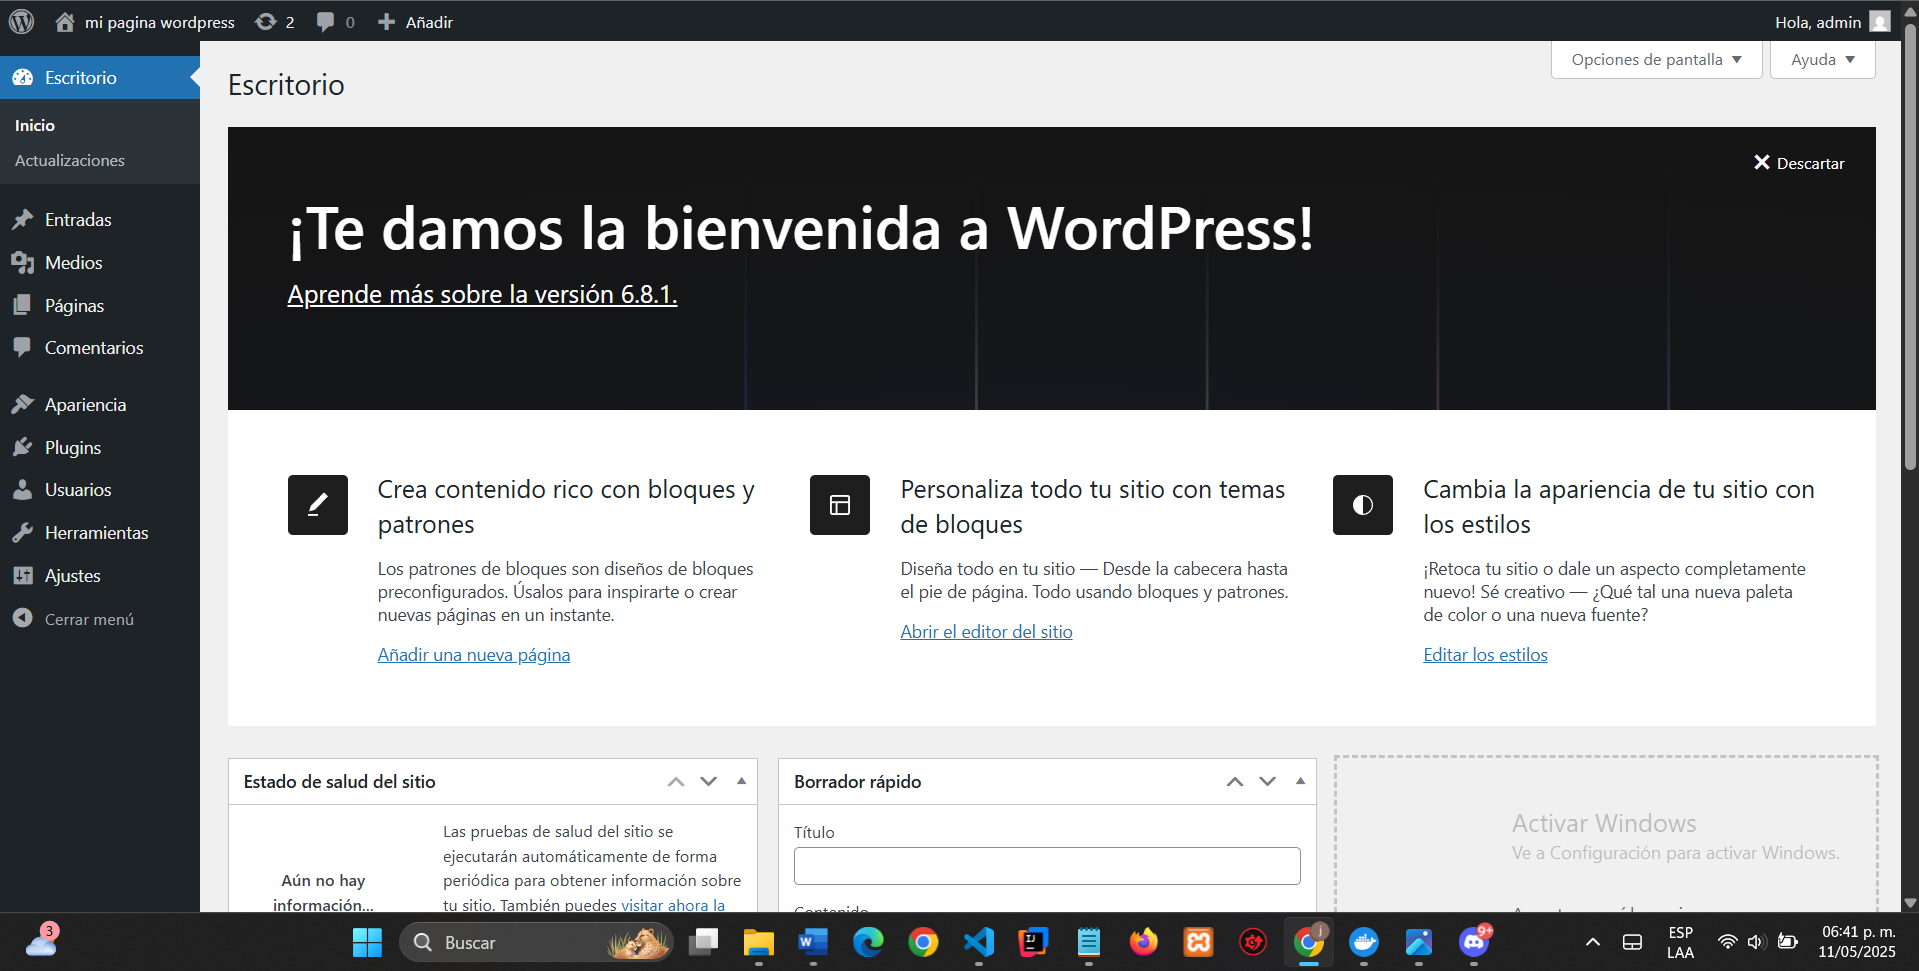 mi pagina wordpress
2
0
Añadir
Hola, admin
Escritorio
Inicio
Actualizaciones
Entradas
Medios
Páginas
Comentarios
Apariencia
Plugins
Usuarios
Herramientas
Ajustes
Cerrar menú
Opciones de pantalla
Ayuda
Escritorio
Descartar
¡Te damos la bienvenida a WordPress!
Aprende más sobre la versión 6.8.1.
Crea contenido rico con bloques y
patrones
Los patrones de bloques son diseños de bloques
preconfigurados. Úsalos para inspirarte o crear
nuevas páginas en un instante.
Añadir una nueva página
Personaliza todo tu sitio con temas
de bloques
Diseña todo en tu sitio — Desde la cabecera hasta
el pie de página. Todo usando bloques y patrones.
Abrir el editor del sitio
Cambia la apariencia de tu sitio con
los estilos
¡Retoca tu sitio o dale un aspecto completamente
nuevo! Sé creativo — ¿Qué tal una nueva paleta
de color o una nueva fuente?
Editar los estilos
Estado de salud del sitio
Aún no hay
información...
Las pruebas de salud del sitio se
ejecutarán automáticamente de forma
periódica para obtener información sobre
tu sitio. También puedes visitar ahora la
Borrador rápido
Título
Contenido
Activar Windows
Ve a Configuración para activar Windows.
3
Buscar
9+
ESP
LAA
06:41 p. m.
11/05/2025